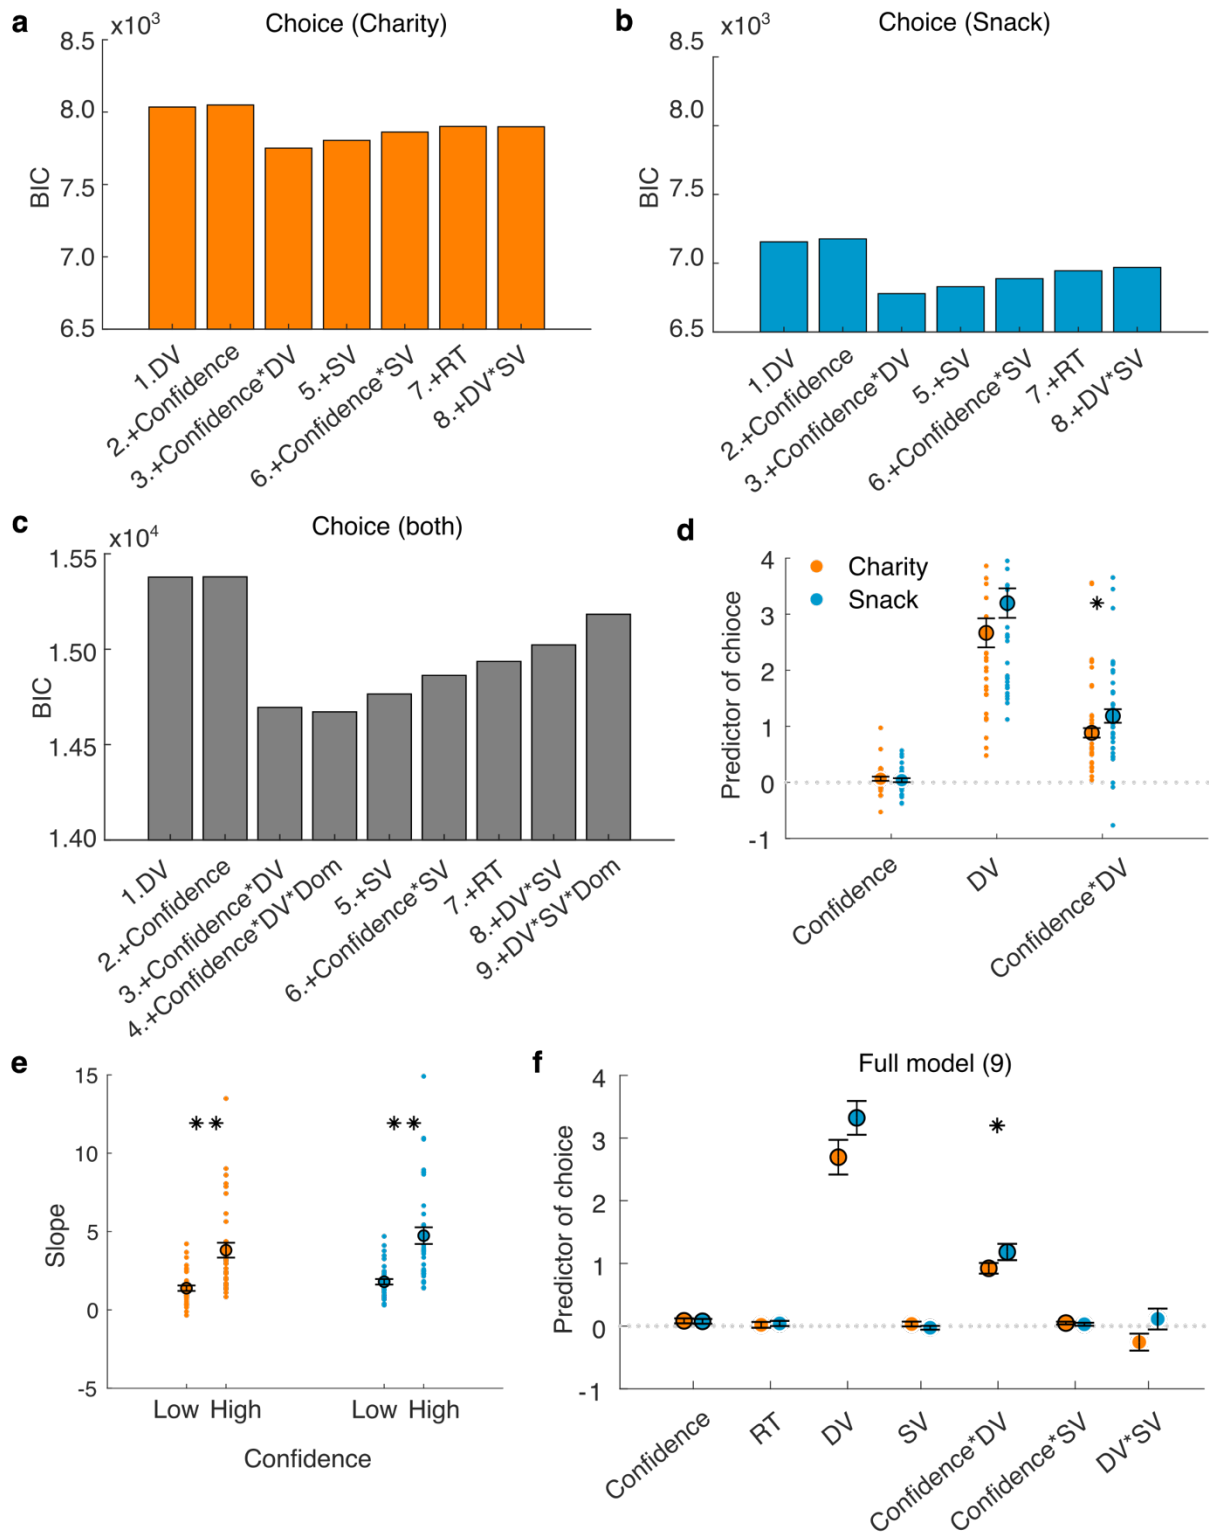 a
x10³
Choice (Charity)
8.5
8.0
7.5
7.0
6.5
BIC
1.DV
2.+Confidence
3.+Confidence*DV
5.+SV
6.+Confidence*SV
7.+RT
8.+DV*SV
b
x10³
Choice (Snack)
8.5
8.0
7.5
7.0
6.5
BIC
1.DV
2.+Confidence
3.+Confidence*DV
5.+SV
6.+Confidence*SV
7.+RT
8.+DV*SV
c
x10⁴
Choice (both)
1.55
1.50
1.45
1.40
BIC
1.DV
2.+Confidence
3.+Confidence*DV
4.+Confidence*DV*Dom
5.+SV
6.+Confidence*SV
7.+RT
8.+DV*SV
9.+DV*SV*Dom
d
Charity
Snack
4
3
2
1
0
-1
Predictor of chioce
*
Confidence
DV
Confidence*DV
e
15
10
5
0
-5
Slope
**
**
Low High
Low High
Confidence
f
Full model (9)
4
3
2
1
0
-1
Predictor of choice
*
Confidence
RT
DV
SV
Confidence*DV
Confidence*SV
DV*SV